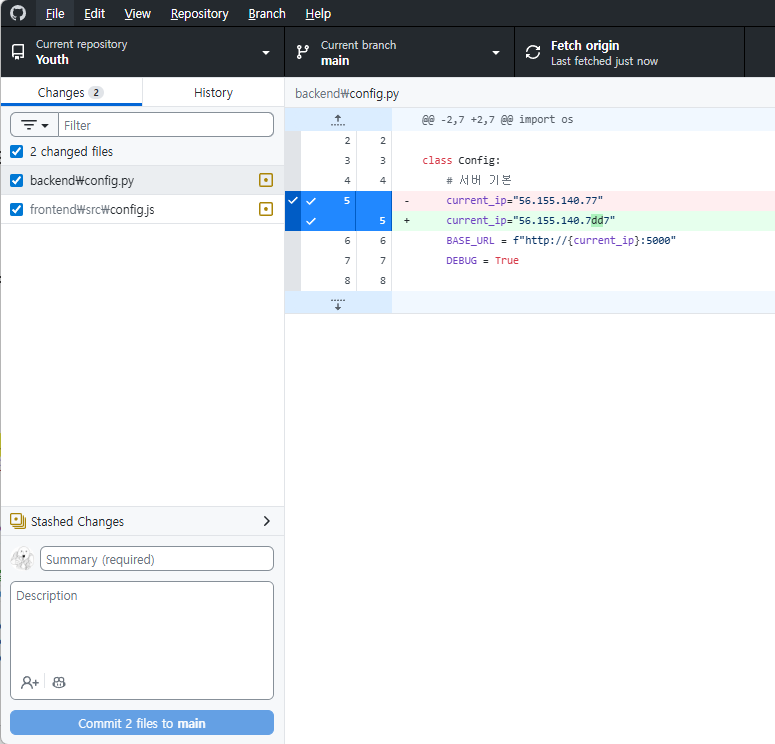 File Edit View Repository Branch Help
Current repository
Youth
Current branch
main
Fetch origin
Last fetched just now
Changes 2
History
Filter
2 changed files
backend₩config.py
frontend₩src₩config.js
Stashed Changes
Summary (required)
Description
Commit 2 files to main
backend₩config.py
@@ -2,7 +2,7 @@ import os
2 2
3 3 class Config:
4 4 # 서버 기본
5 - current_ip="56.155.140.77"
5 + current_ip="56.155.140.7dd7"
6 6 BASE_URL = f"http://{current_ip}:5000"
7 7 DEBUG = True
8 8